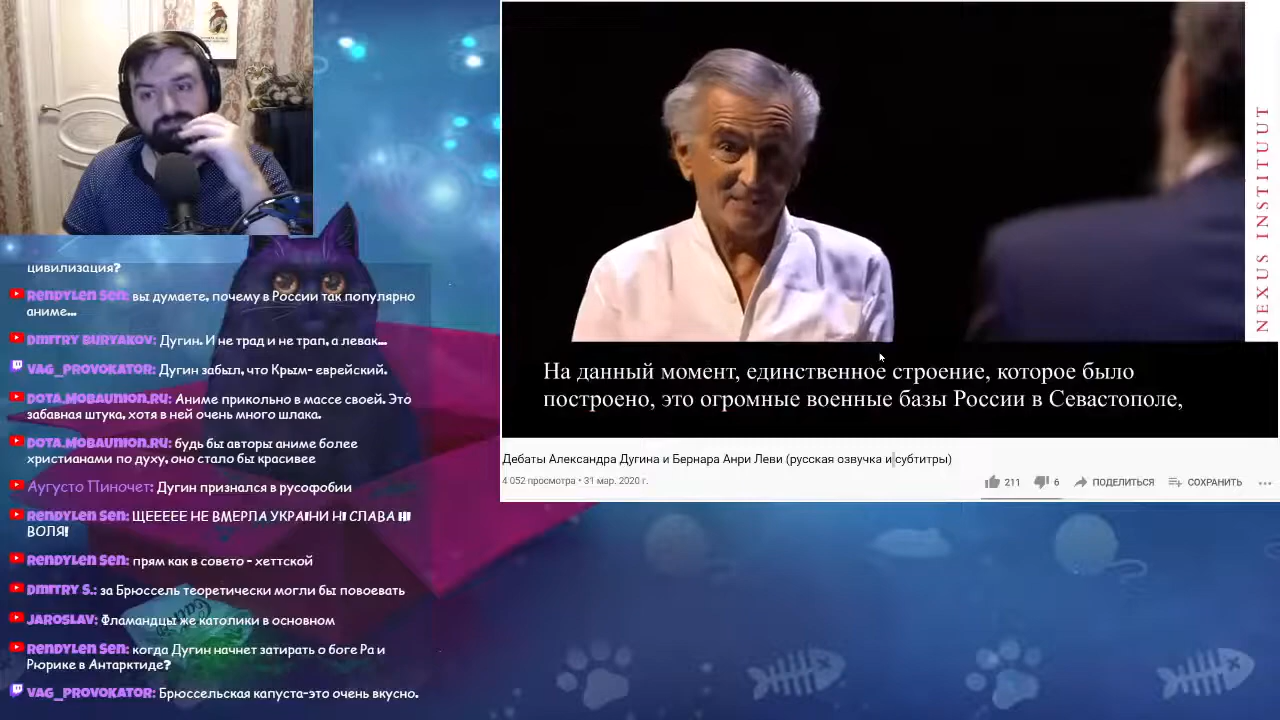 цивилизация?
Rendylen Sen: вы думаете, почему в России так популярно
аниме...
Dmitry Buryakov: Дугин. И не трад и не трап, а левак...
VAG_PROVOKATOR: Дугин забыл, что Крым- еврейский.
DOTA.MOBAUNION.RU: Аниме прикольно в массе своей. Это
забавная штука, хотя в ней очень много шлака.
DOTA.MOBAUNION.RU: будь бы авторы аниме более
христианами по духу, оно стало бы красивее
Аугусто Пиночет: Дугин признался в русофобии
Rendylen Sen: ЩЕЕЕЕЕ НЕ ВМЕРЛА УКРАЇНИ НІ СЛАВА НІ
ВОЛЯ!
Rendylen Sen: прям как в совето - хеттской
Dmitry S.: за Брюссель теоретически могли бы повоевать
JAROSLAV: Фламандцы же католики в основном
Rendylen Sen: когда Дугин начнет затирать о боге Ра и
Рюрике в Антарктиде?
VAG_PROVOKATOR: Брюссельская капуста-это очень вкусно.
NEXUS INSTITUUT
На данный момент, единственное строение, которое было
построено, это огромные военные базы России в Севастополе,
Дебаты Александра Дугина и Бернара Анри Леви (русская озвучка и субтитры)
4 052 просмотра • 31 мар. 2020 г.
211
6
ПОДЕЛИТЬСЯ
СОХРАНИТЬ